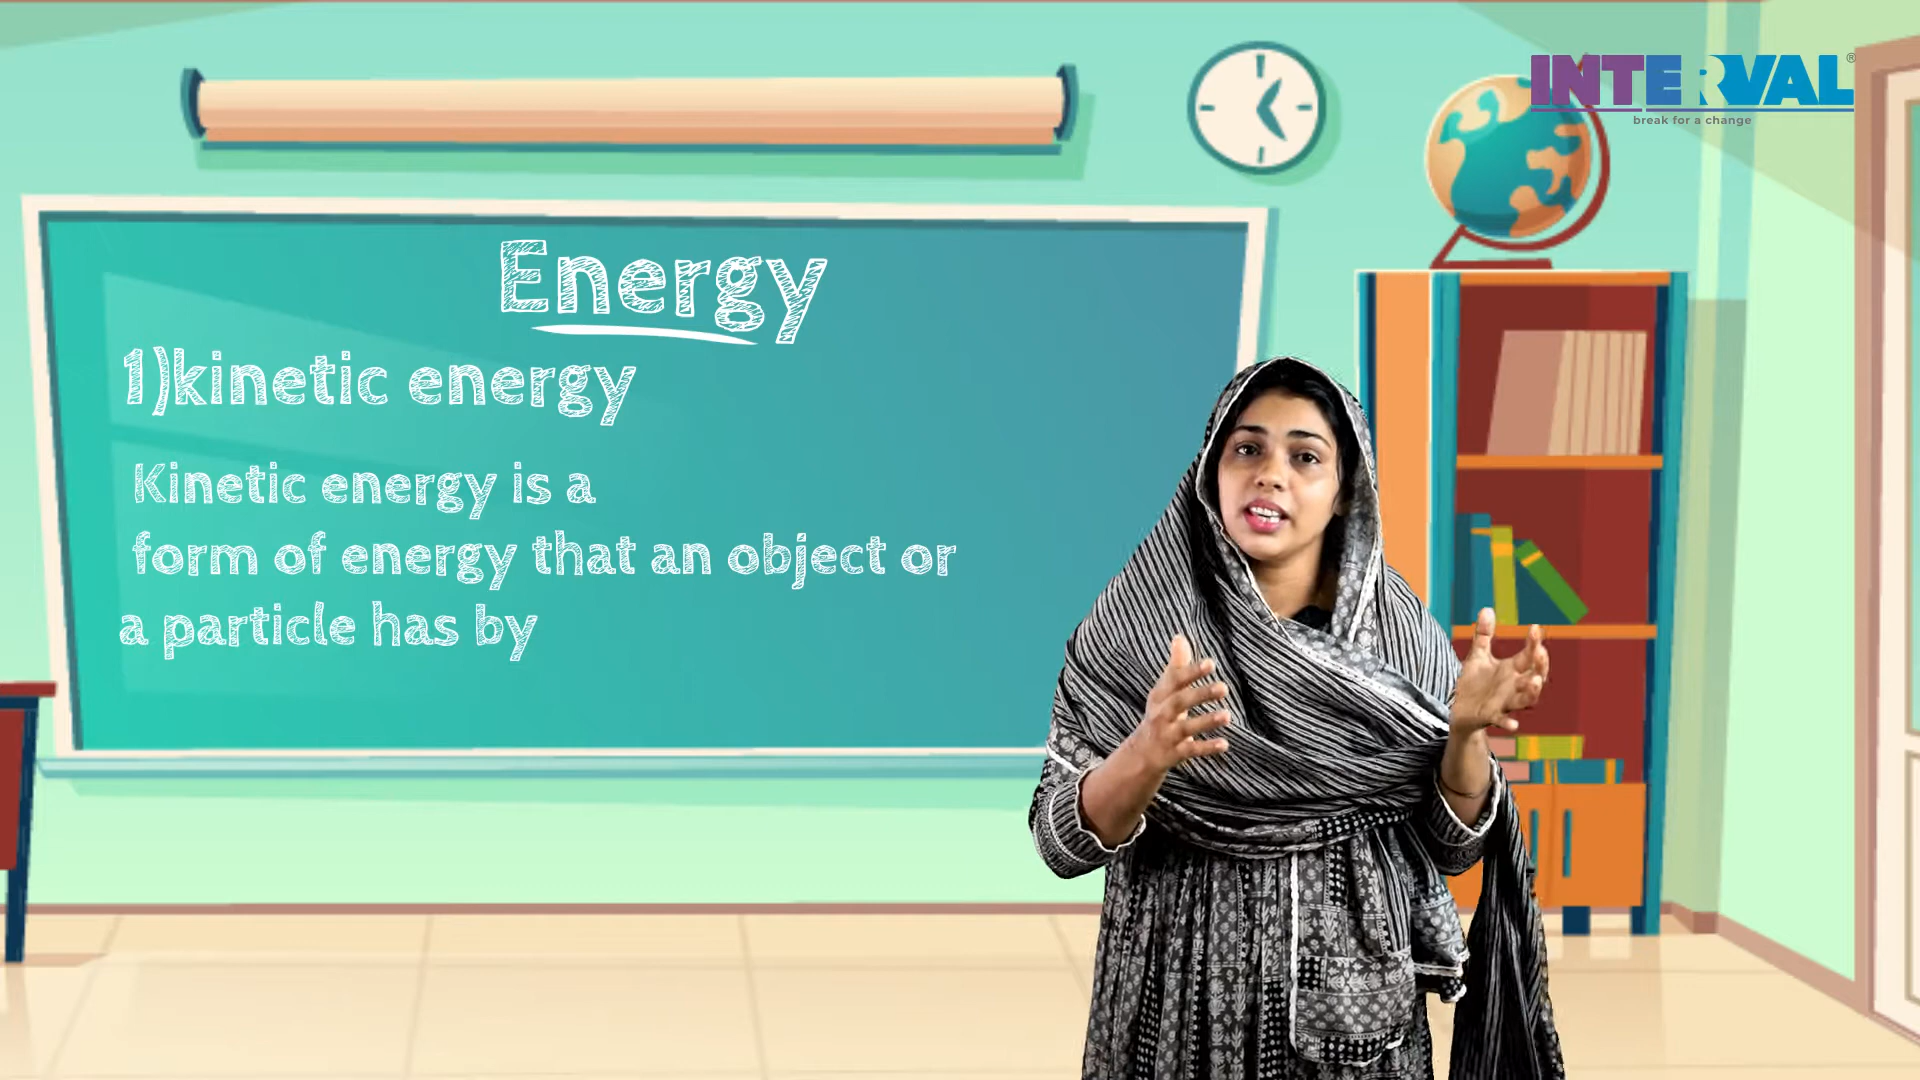 INTERVAL®
break for a change
Energy
1)kinetic energy
Kinetic energy is a
form of energy that an object or
a particle has by